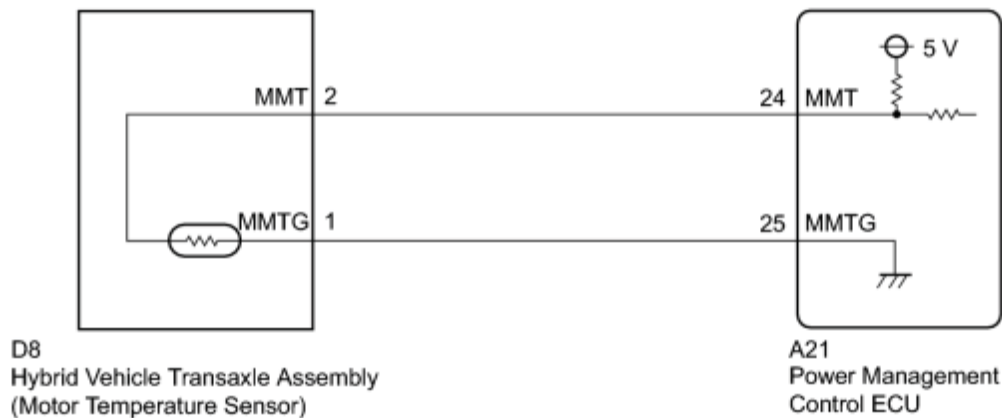 5 V
MMT 2
24 MMT
MMTG 1
25 MMTG
D8
Hybrid Vehicle Transaxle Assembly
(Motor Temperature Sensor)
A21
Power Management
Control ECU